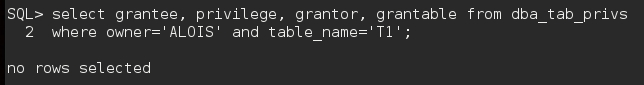 SQL> select grantee, privilege, grantor, grantable from dba_tab_privs
  2  where owner='ALOIS' and table_name='T1';
no rows selected